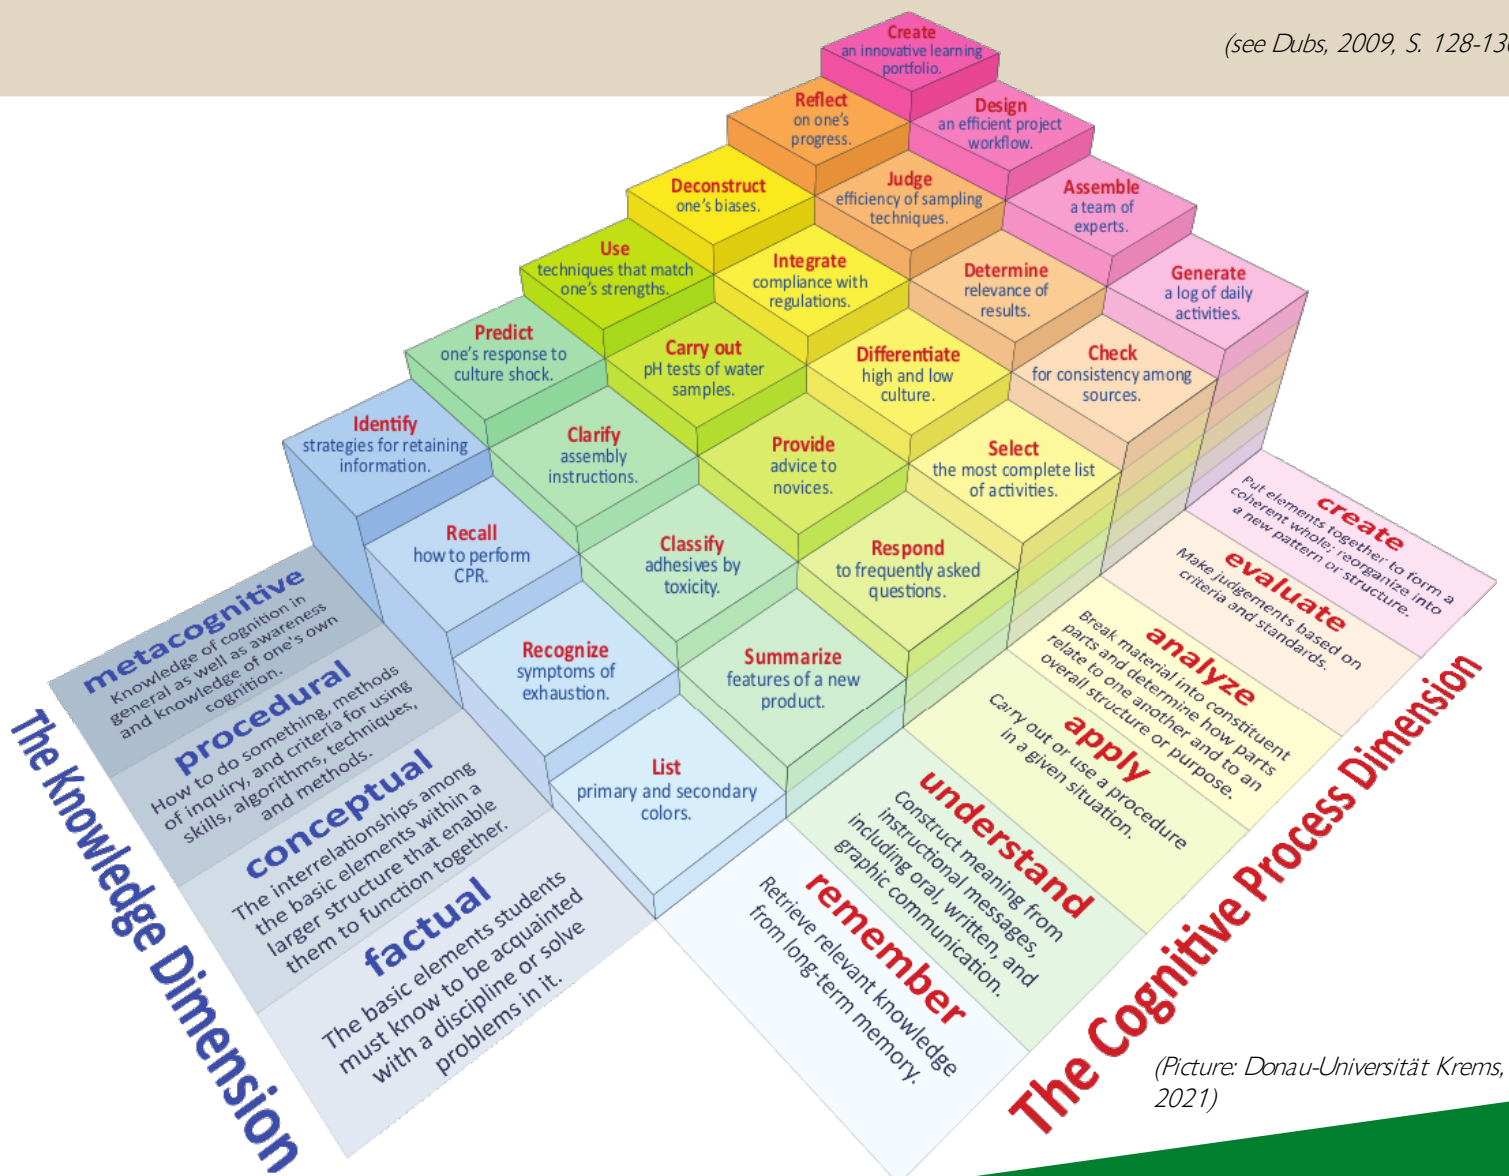 (see Dubs, 2009, S. 128-13
Create
an innovative learning
portfolio.
Reflect
on one's
progress.
Design
an efficient project
workflow.
Deconstruct
one's biases.
Judge
efficiency of sampling
techniques.
Assemble
a team of
experts.
Use
techniques that match
one's strengths.
Integrate
compliance with
regulations.
Determine
relevance of
results.
Generate
a log of daily
activities.
Predict
one's response to
culture shock.
Carry out
pH tests of water
samples.
Differentiate
high and low
culture.
Check
for consistency among
sources.
Identify
strategies for retaining
information.
Clarify
assembly
instructions.
Provide
advice to
novices.
Select
the most complete list
of activities.
Recall
how to perform
CPR.
Classify
adhesives by
toxicity.
Respond
to frequently asked
questions.
Recognize
symptoms of
exhaustion.
Summarize
features of a new
product.
List
primary and secondary
colors.
metacognitive
Knowledge of cognition in
general as well as awareness
and knowledge of one's own
cognition.
procedural
How to do something, methods
of inquiry, and criteria for using
skills, algorithms, techniques,
and methods.
conceptual
The interrelationships among
the basic elements within a
larger structure that enable
them to function together.
factual
The basic elements students
must know to be acquainted
with a discipline or solve
problems in it.
The Knowledge Dimension
create
Put elements together to form a
coherent whole; reorganize into
a new pattern or structure.
evaluate
Make judgements based on
criteria and standards.
analyze
Break material into constituent
parts and determine how parts
relate to one another and to an
overall structure or purpose.
apply
Carry out or use a procedure
in a given situation.
understand
Construct meaning from
instructional messages,
including oral, written, and
graphic communication.
remember
Retrieve relevant knowledge
from long-term memory.
The Cognitive Process Dimension
(Picture: Donau-Universität Krems,
2021)